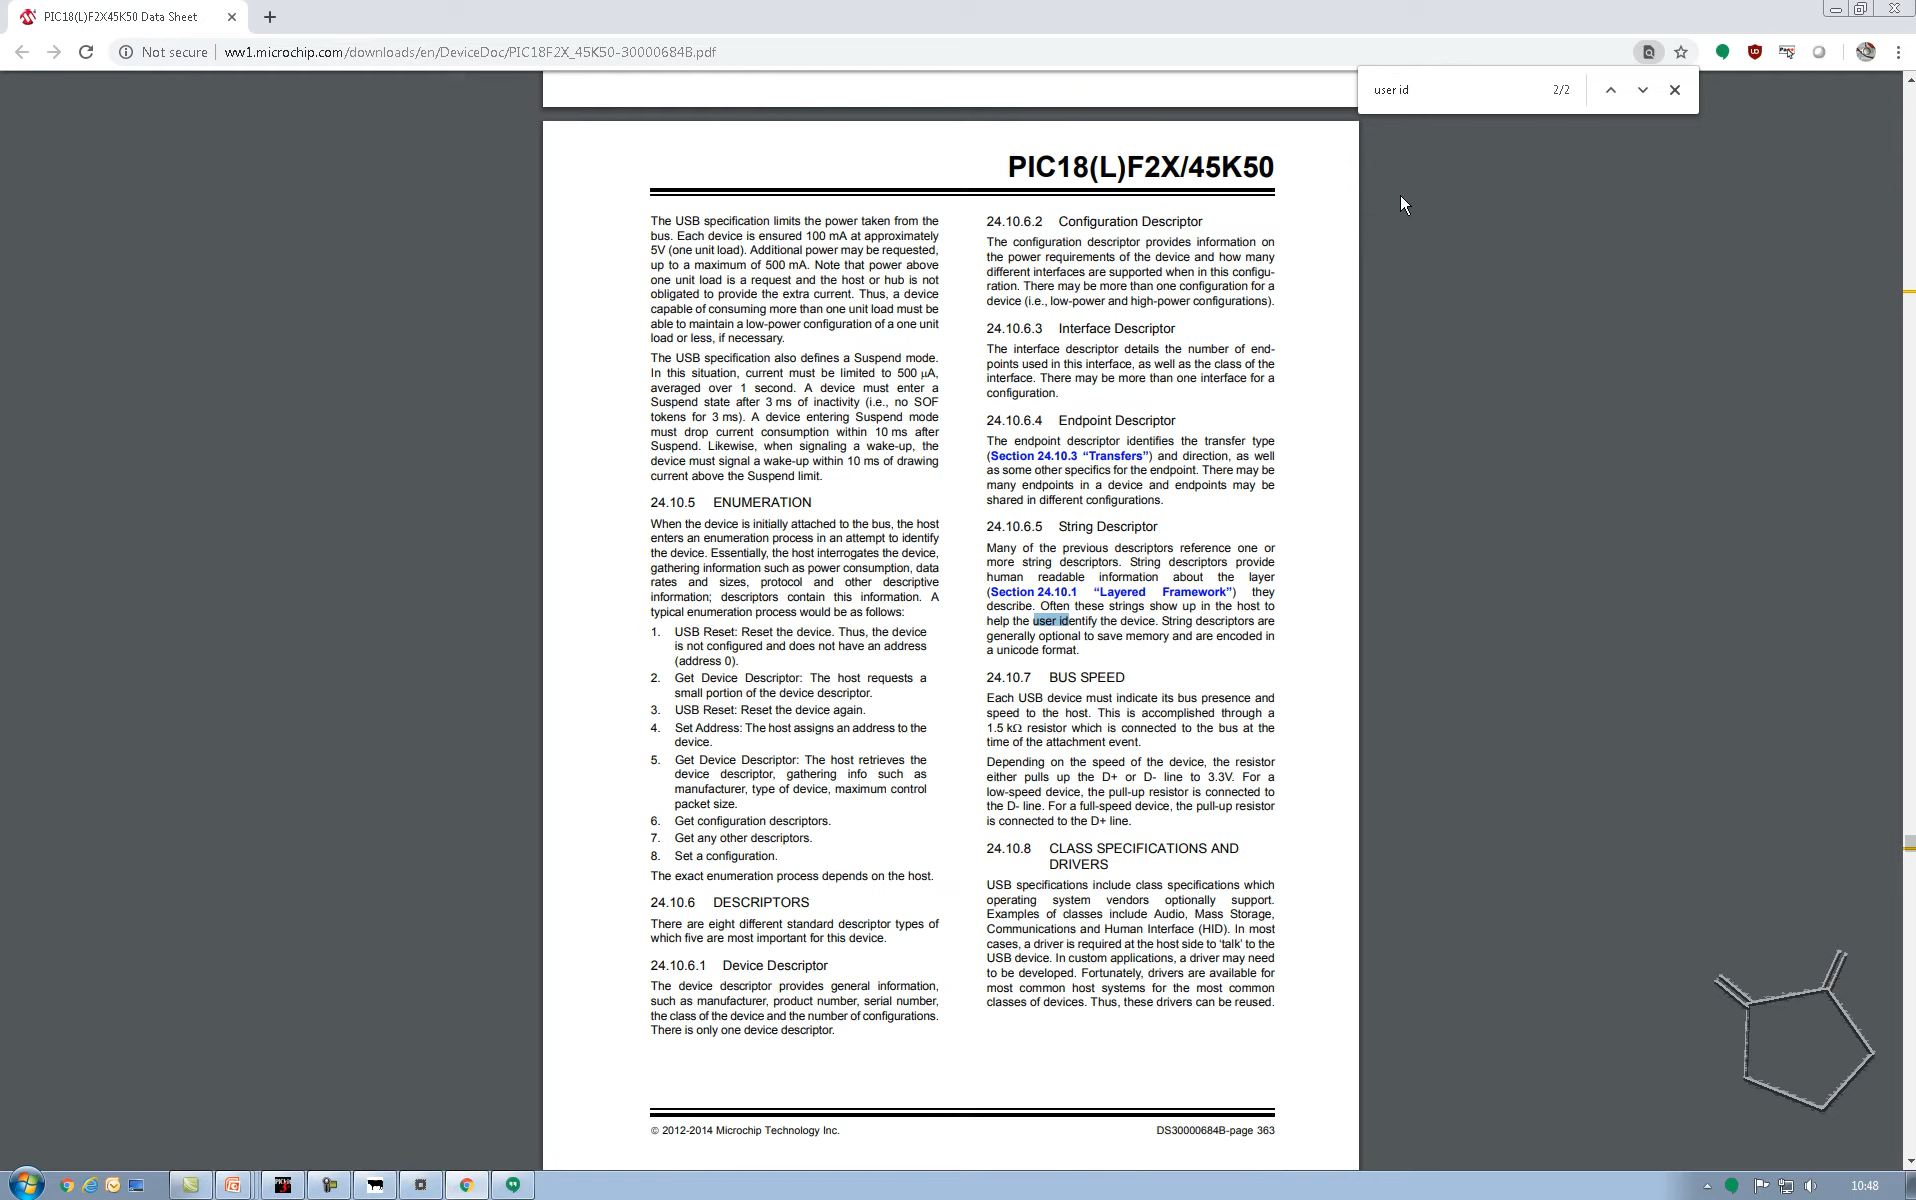 PIC18(L)F2X45K50 Data Sheet
Not secure
ww1.microchip.com/downloads/en/DeviceDoc/PIC18F2X_45K50-30000684B.pdf
user id
2/2
PIC18(L)F2X/45K50
The USB specification limits the power taken from the
bus. Each device is ensured 100 mA at approximately
5V (one unit load). Additional power may be requested,
up to a maximum of 500 mA. Note that power above
one unit load is a request and the host or hub is not
obligated to provide the extra current. Thus, a device
capable of consuming more than one unit load must be
able to maintain a low-power configuration of a one unit
load or less, if necessary.
The USB specification also defines a Suspend mode.
In this situation, current must be limited to 500 μA,
averaged over 1 second. A device must enter a
Suspend state after 3 ms of inactivity (i.e., no SOF
tokens for 3 ms). A device entering Suspend mode
must drop current consumption within 10 ms after
Suspend. Likewise, when signaling a wake-up, the
device must signal a wake-up within 10 ms of drawing
current above the Suspend limit.
24.10.5 ENUMERATION
When the device is initially attached to the bus, the host
enters an enumeration process in an attempt to identify
the device. Essentially, the host interrogates the device,
gathering information such as power consumption, data
rates and sizes, protocol and other descriptive
information; descriptors contain this information. A
typical enumeration process would be as follows:
1. USB Reset: Reset the device. Thus, the device
is not configured and does not have an address
(address 0).
2. Get Device Descriptor: The host requests a
small portion of the device descriptor.
3. USB Reset: Reset the device again.
4. Set Address: The host assigns an address to the
device.
5. Get Device Descriptor: The host retrieves the
device descriptor, gathering info such as
manufacturer, type of device, maximum control
packet size.
6. Get configuration descriptors.
7. Get any other descriptors.
8. Set a configuration.
The exact enumeration process depends on the host.
24.10.6 DESCRIPTORS
There are eight different standard descriptor types of
which five are most important for this device.
24.10.6.1 Device Descriptor
The device descriptor provides general information,
such as manufacturer, product number, serial number,
the class of the device and the number of configurations.
There is only one device descriptor.
24.10.6.2 Configuration Descriptor
The configuration descriptor provides information on
the power requirements of the device and how many
different interfaces are supported when in this configu-
ration. There may be more than one configuration for a
device (i.e., low-power and high-power configurations).
24.10.6.3 Interface Descriptor
The interface descriptor details the number of end-
points used in this interface, as well as the class of the
interface. There may be more than one interface for a
configuration.
24.10.6.4 Endpoint Descriptor
The endpoint descriptor identifies the transfer type
(Section 24.10.3 “Transfers”) and direction, as well
as some other specifics for the endpoint. There may be
many endpoints in a device and endpoints may be
shared in different configurations.
24.10.6.5 String Descriptor
Many of the previous descriptors reference one or
more string descriptors. String descriptors provide
human readable information about the layer
(Section 24.10.1 “Layered Framework”) they
describe. Often these strings show up in the host to
help the user identify the device. String descriptors are
generally optional to save memory and are encoded in
a unicode format.
24.10.7 BUS SPEED
Each USB device must indicate its bus presence and
speed to the host. This is accomplished through a
1.5 kΩ resistor which is connected to the bus at the
time of the attachment event.
Depending on the speed of the device, the resistor
either pulls up the D+ or D- line to 3.3V. For a
low-speed device, the pull-up resistor is connected to
the D- line. For a full-speed device, the pull-up resistor
is connected to the D+ line.
24.10.8 CLASS SPECIFICATIONS AND
DRIVERS
USB specifications include class specifications which
operating system vendors optionally support.
Examples of classes include Audio, Mass Storage,
Communications and Human Interface (HID). In most
cases, a driver is required at the host side to ‘talk’ to the
USB device. In custom applications, a driver may need
to be developed. Fortunately, drivers are available for
most common host systems for the most common
classes of devices. Thus, these drivers can be reused.
© 2012-2014 Microchip Technology Inc.
DS30000684B-page 363
10:48